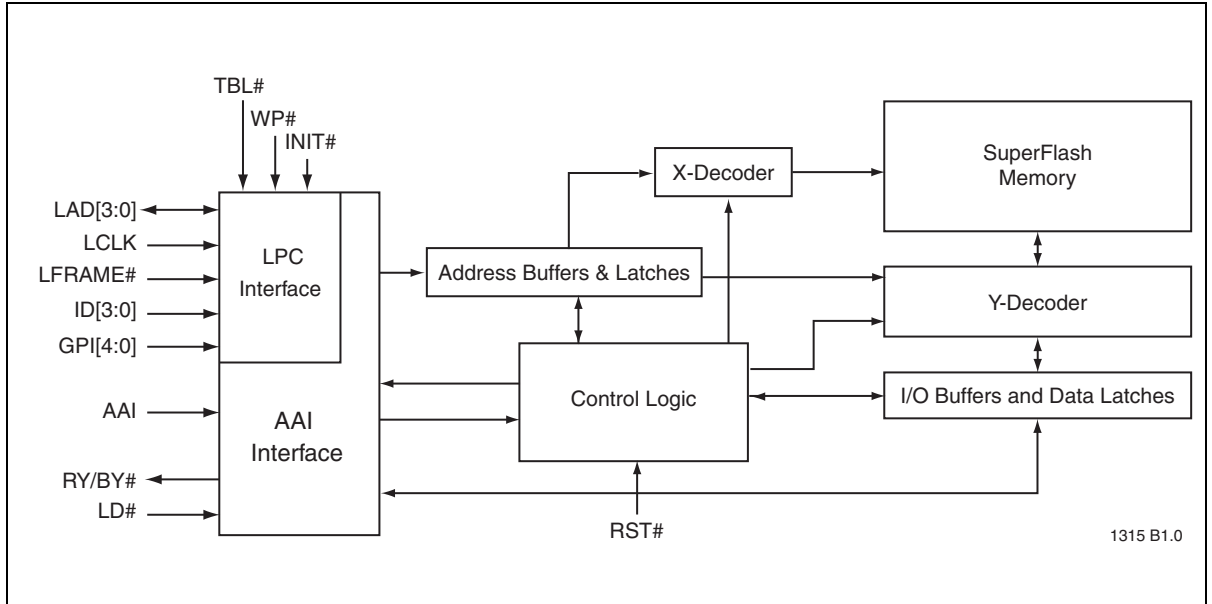 TBL#
WP#
INIT#
LAD[3:0]
LCLK
LFRAME#
ID[3:0]
GPI[4:0]
AAI
RY/BY#
LD#
LPC
Interface
AAI
Interface
Address Buffers & Latches
X-Decoder
SuperFlash
Memory
Y-Decoder
Control Logic
I/O Buffers and Data Latches
RST#
1315 B1.0